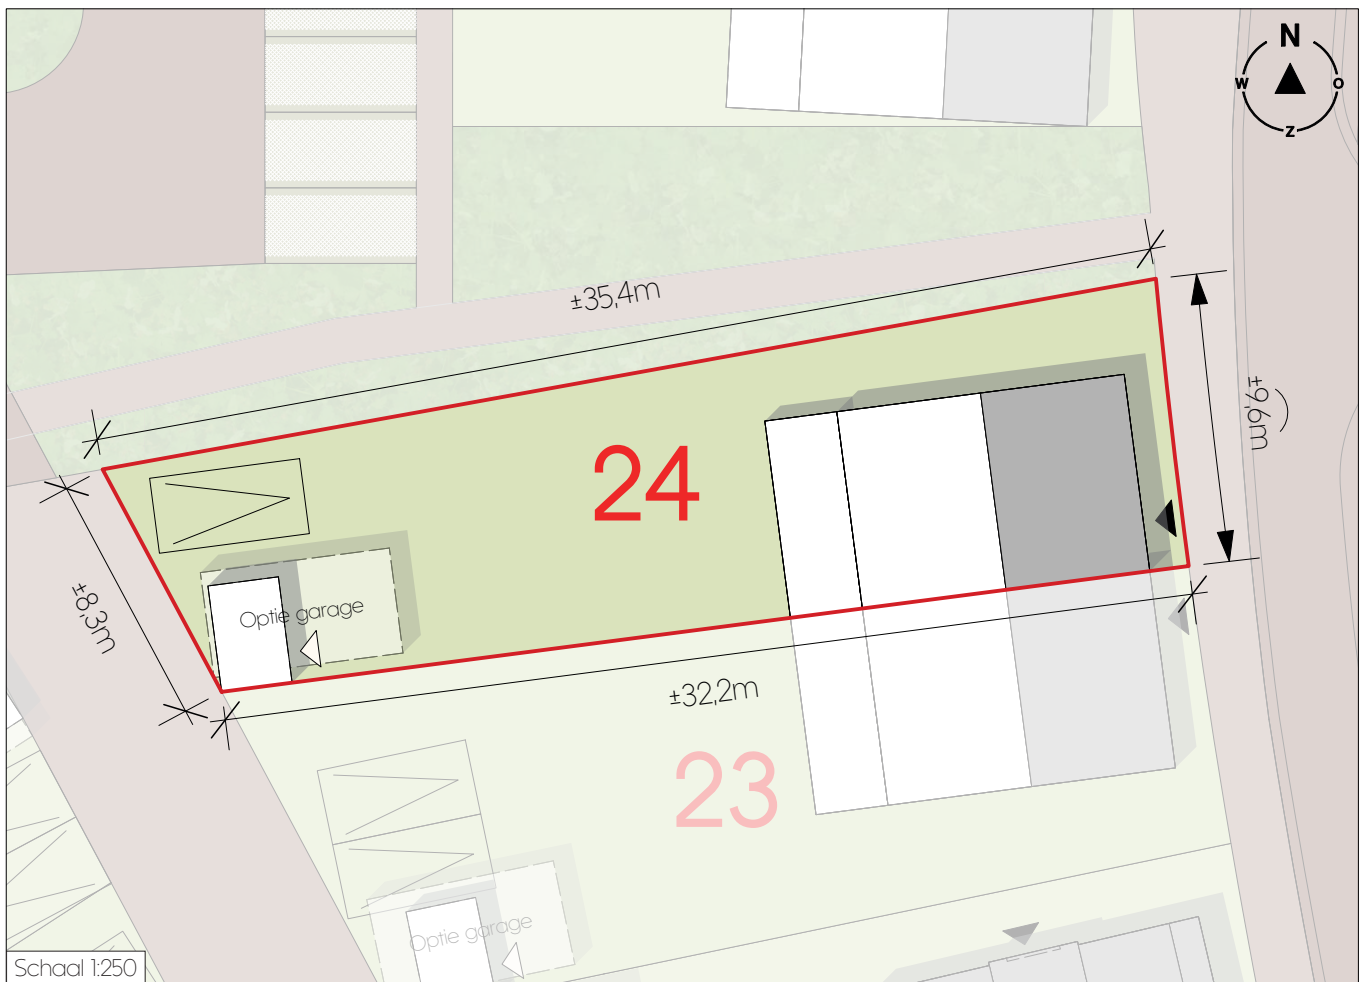 N
W
O
Z
±35,4m
±9,6m
24
±8,3m
Optie garage
±32,2m
23
Optie garage
Schaal 1:250